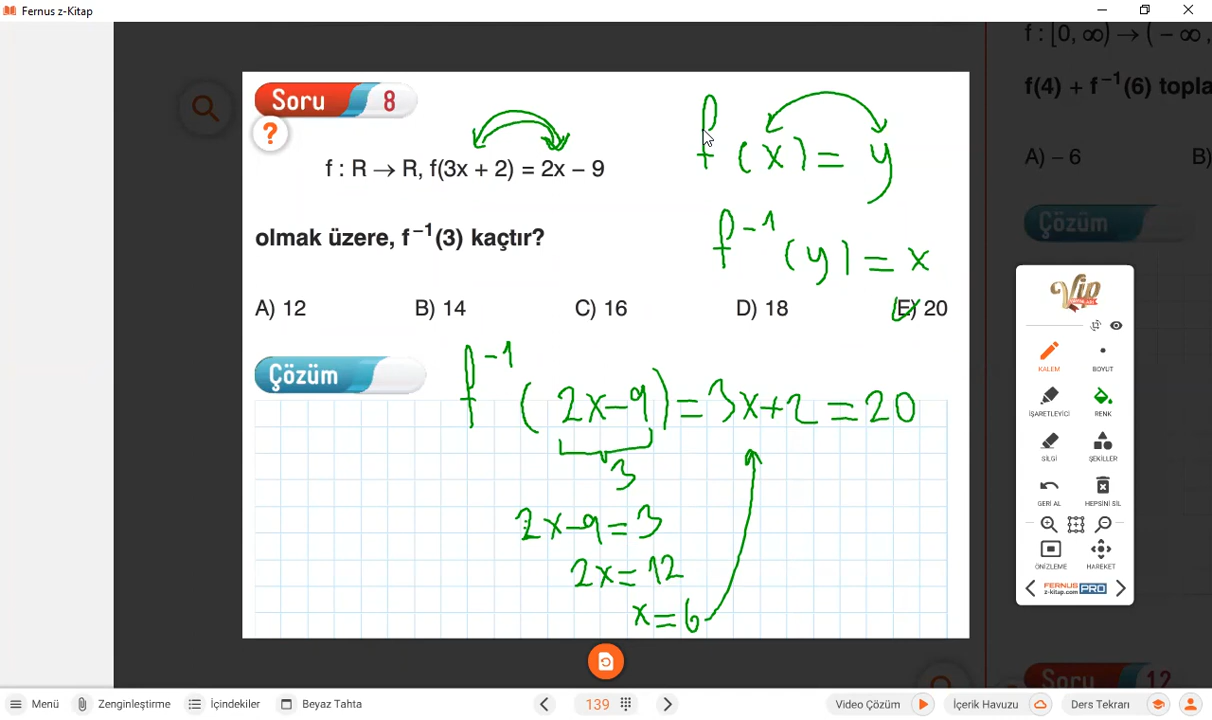 Fernus z-Kitap
f : [0, ∞) → (– ∞,
f(4) + f⁻¹(6) topla
A) – 6
B)
Çözüm
Soru 8
?
f : R → R, f(3x + 2) = 2x – 9
olmak üzere, f⁻¹(3) kaçtır?
A) 12 B) 14 C) 16 D) 18 E) 20
f(x) = y
f⁻¹(y) = x
Çözüm
f⁻¹(2x–9) = 3x+2 = 20
3
2x–9=3
2x=12
x=6
Vip
KALEM BOYUT
İŞARETLEYİCİ RENK
SİLGİ ŞEKİLLER
GERİ AL HEPSİNİ SİL
ÖNİZLEME HAREKET
FERNUS z-kitap.com PRO
Soru 12
Menü Zenginleştirme İçindekiler Beyaz Tahta 139 Video Çözüm İçerik Havuzu Ders Tekrarı